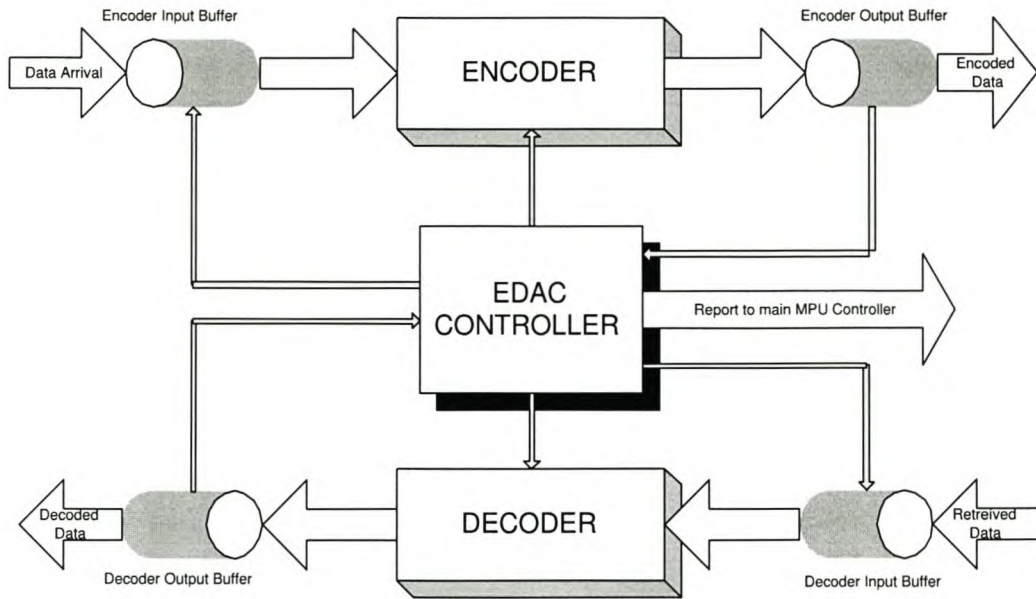 Encoder Input Buffer
Encoder Output Buffer
Data Arrival
ENCODER
Encoded
Data
EDAC
CONTROLLER
Report to main MPU Controller
Decoded
Data
DECODER
Retreived
Data
Decoder Output Buffer
Decoder Input Buffer